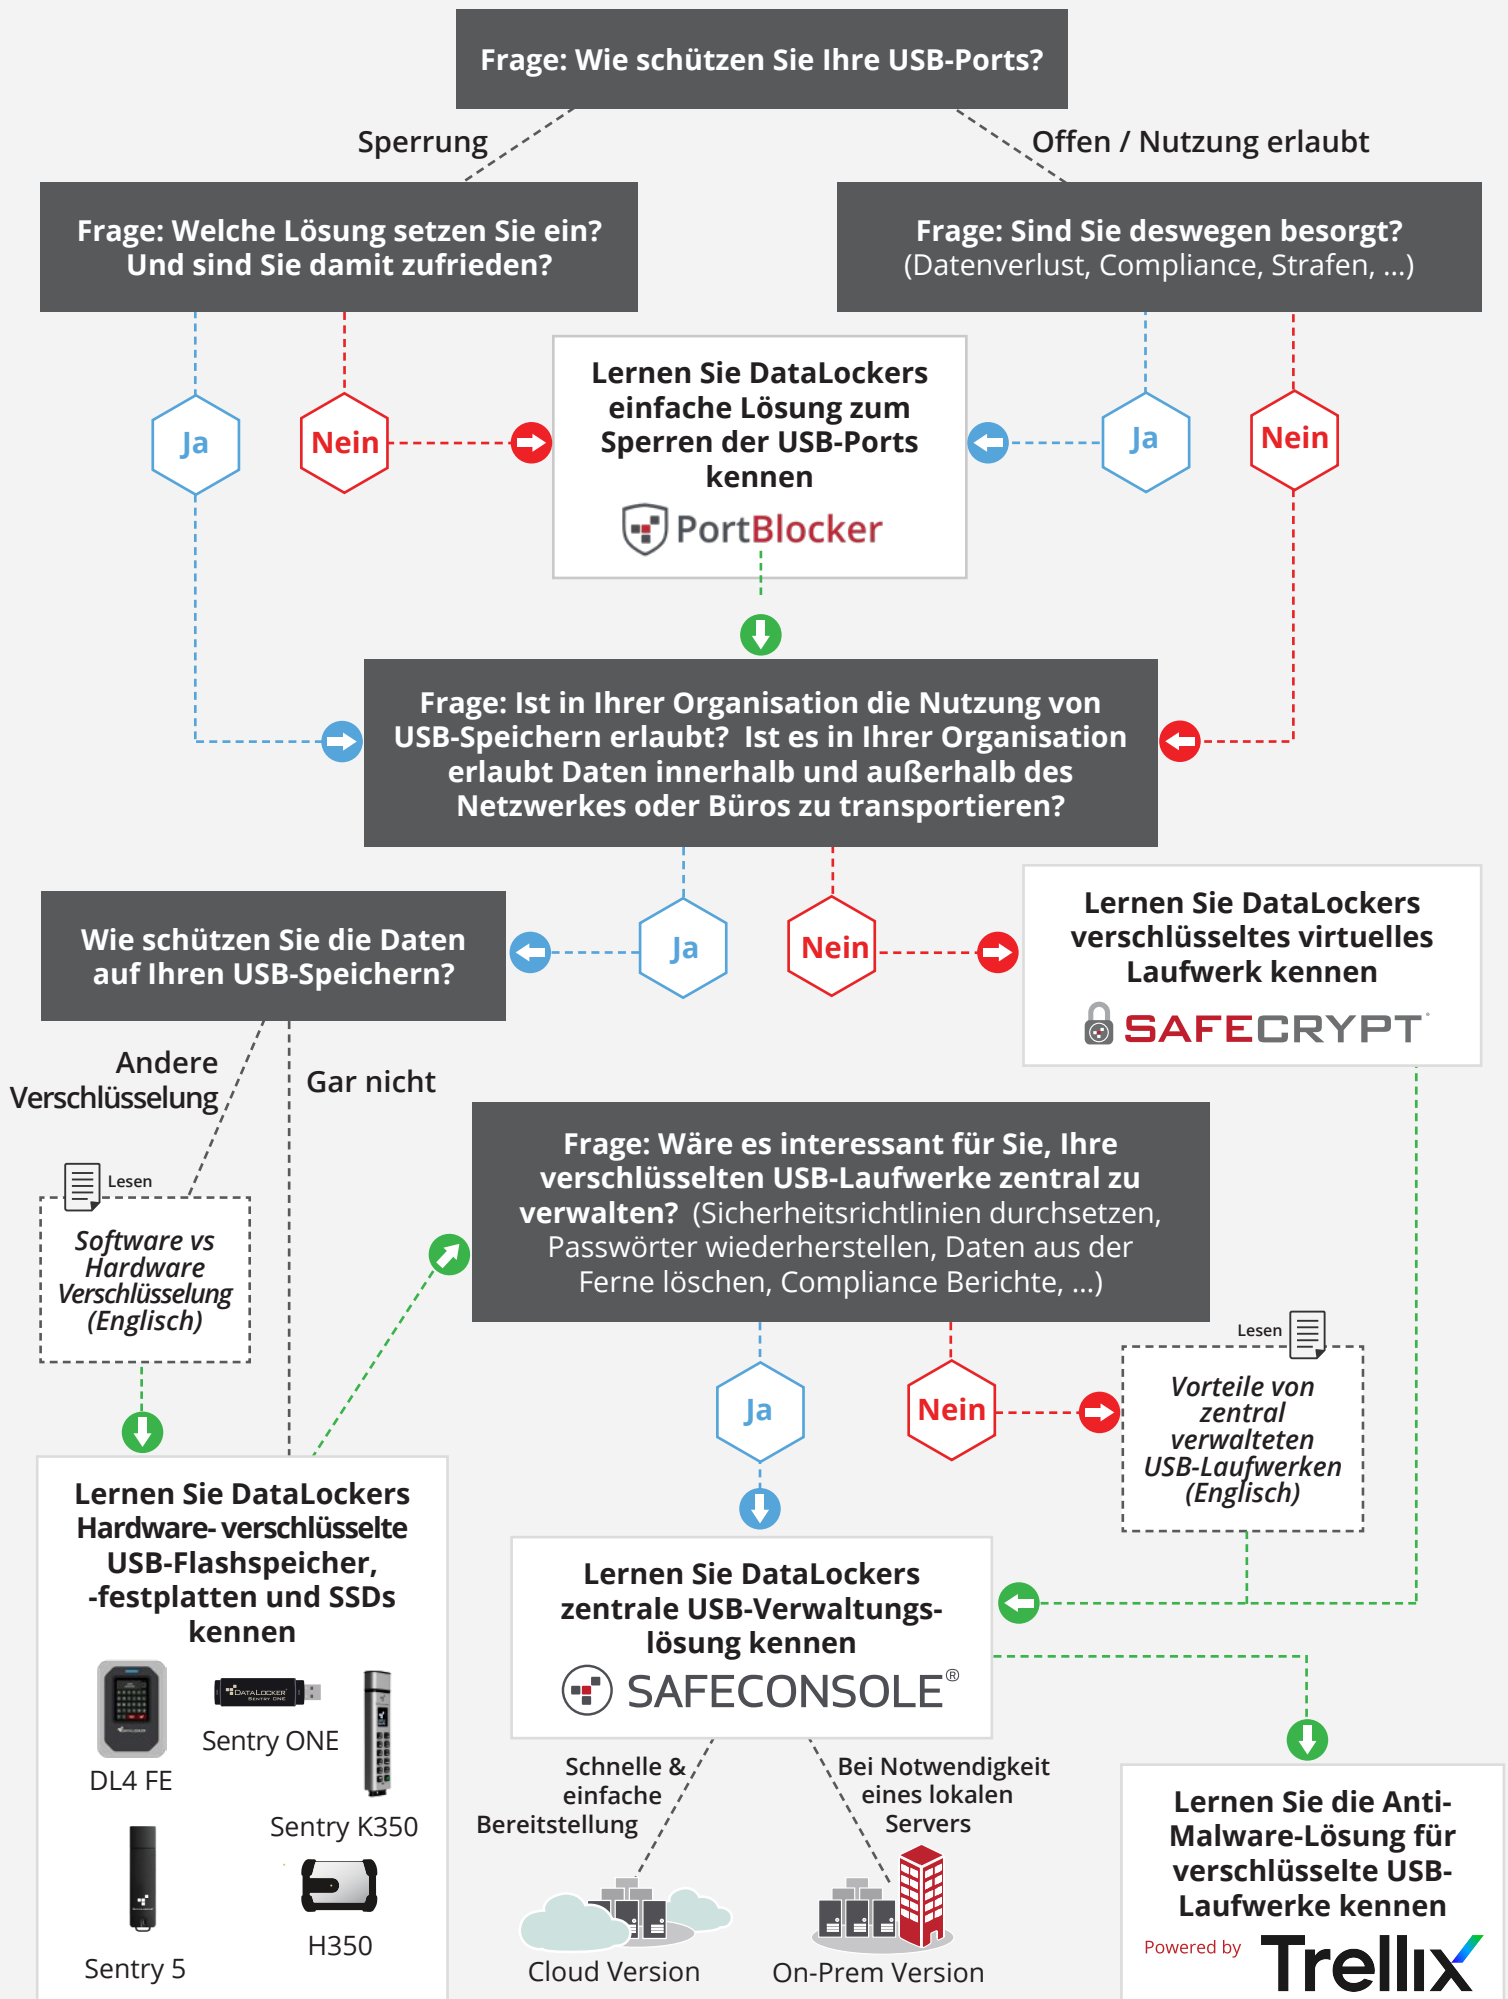 Frage: Wie schützen Sie Ihre USB-Ports?
Sperrung
Offen / Nutzung erlaubt
Frage: Welche Lösung setzen Sie ein?
Und sind Sie damit zufrieden?
Frage: Sind Sie deswegen besorgt?
(Datenverlust, Compliance, Strafen, ...)
Ja
Nein
Lernen Sie DataLockers
einfache Lösung zum
Sperren der USB-Ports
kennen
PortBlocker
Ja
Nein
Frage: Ist in Ihrer Organisation die Nutzung von
USB-Speichern erlaubt? Ist es in Ihrer Organisation
erlaubt Daten innerhalb und außerhalb des
Netzwerkes oder Büros zu transportieren?
Wie schützen Sie die Daten
auf Ihren USB-Speichern?
Ja
Nein
Lernen Sie DataLockers
verschlüsseltes virtuelles
Laufwerk kennen
SAFECRYPT
Andere
Verschlüsselung
Gar nicht
Lesen
Software vs
Hardware
Verschlüsselung
(Englisch)
Frage: Wäre es interessant für Sie, Ihre
verschlüsselten USB-Laufwerke zentral zu
verwalten? (Sicherheitsrichtlinien durchsetzen,
Passwörter wiederherstellen, Daten aus der
Ferne löschen, Compliance Berichte, ...)
Ja
Nein
Lesen
Vorteile von
zentral
verwalteten
USB-Laufwerken
(Englisch)
Lernen Sie DataLockers
Hardware- verschlüsselte
USB-Flashspeicher,
-festplatten und SSDs
kennen
DATALOCKER
SENTRY ONE
DL4 FE
Sentry ONE
Sentry K350
Sentry 5
H350
Lernen Sie DataLockers
zentrale USB-Verwaltungs-
lösung kennen
SAFECONSOLE®
Schnelle &
einfache
Bereitstellung
Bei Notwendigkeit
eines lokalen
Servers
Cloud Version
On-Prem Version
Lernen Sie die Anti-
Malware-Lösung für
verschlüsselte USB-
Laufwerke kennen
Powered by Trellix